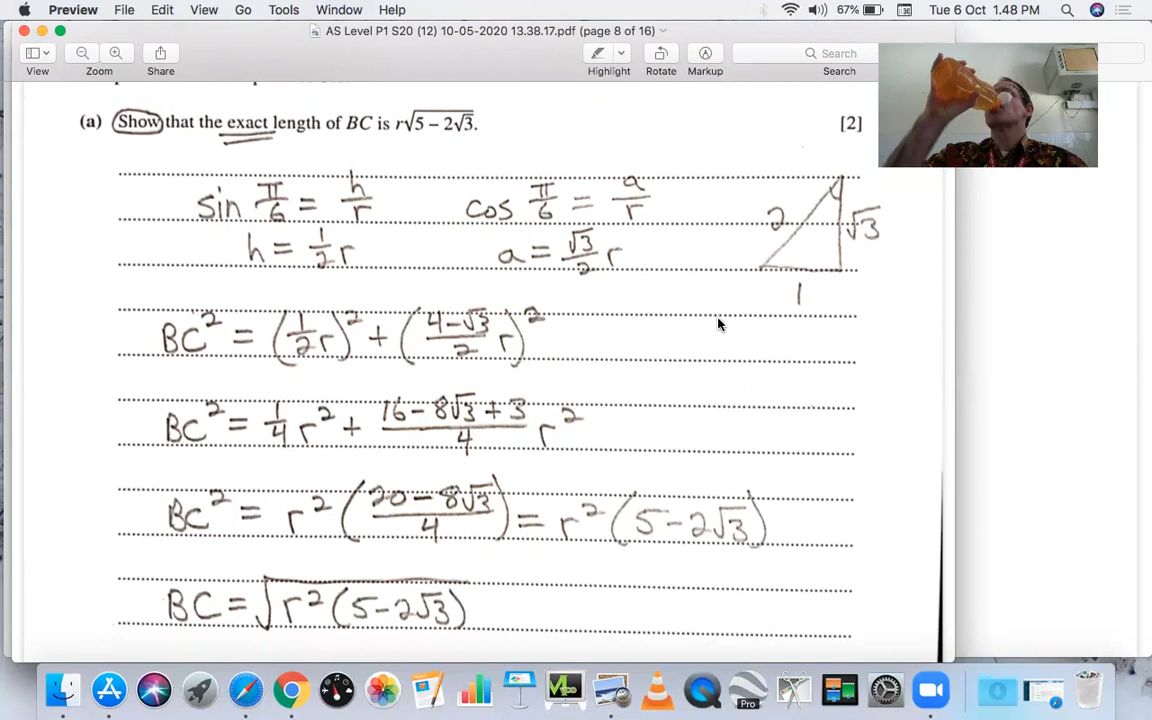 Preview File Edit View Go Tools Window Help 67% Tue 6 Oct 1.48 PM
AS Level P1 S20 (12) 10-05-2020 13.38.17.pdf (page 8 of 16)
View Zoom Share Highlight Rotate Markup Search
Search
(a) Show that the exact length of BC is r√(5 − 2√3). [2]
sin π/6 = h/r cos π/6 = a/r 2 √3
h = 1/2 r a = √3/2 r
1
BC² = (1/2 r)² + ((4−√3)/2 r)²
BC² = 1/4 r² + (16 − 8√3 + 3)/4 r²
BC² = r² ((20 − 8√3)/4) = r² (5 − 2√3)
BC = √(r² (5 − 2√3))
Pro